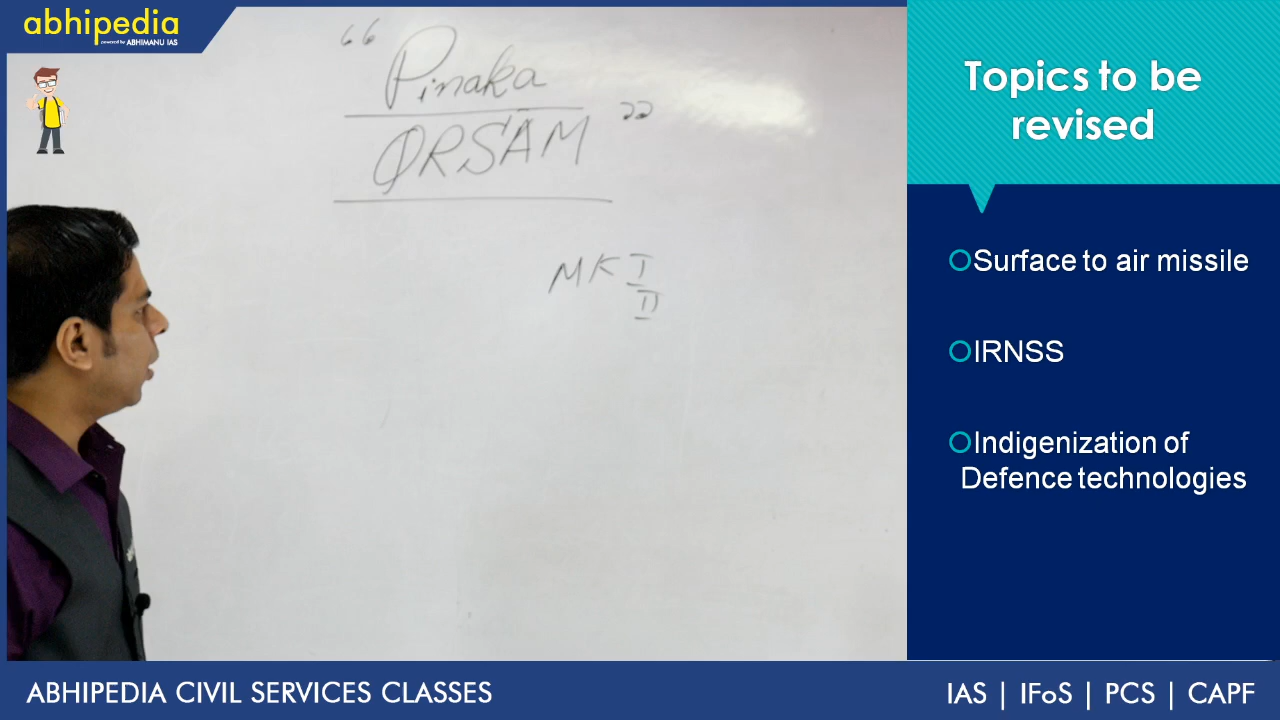 abhipedia
powered by ABHIMANU IAS
“ Pinaka
QRSAM ”
MK I
II
Topics to be
revised
Surface to air missile
IRNSS
Indigenization of
Defence technologies
ABHIPEDIA CIVIL SERVICES CLASSES
IAS | IFoS | PCS | CAPF